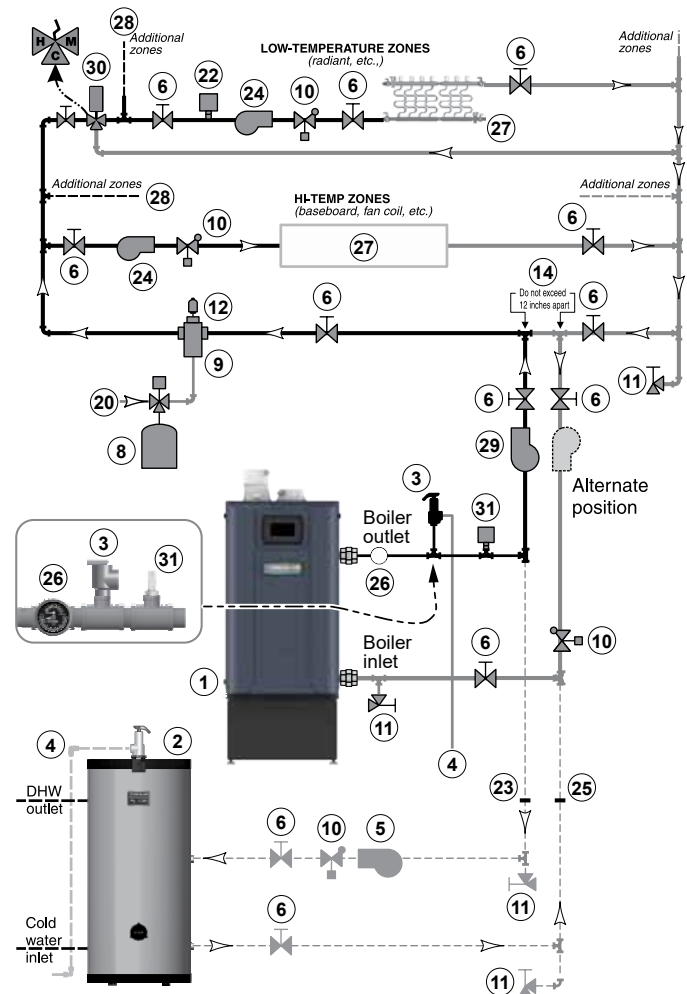 28
H M
C
Additional
zones
LOW-TEMPERATURE ZONES
(radiant, etc.,)
6
Additional
zones
30
6
22
24
10
6
27
Additional zones
28
HI-TEMP ZONES
(baseboard, fan coil, etc.)
Additional zones
10
6
6
24
27
14
Do not exceed
12 inches apart
6
12
6
9
11
20
6
6
8
29
Alternate
position
3
Boiler
outlet
31
3
31
26
26
Boiler
inlet
6
10
1
11
4
4
2
23
25
DHW
outlet
6
10
5
11
6
Cold
water
inlet
11